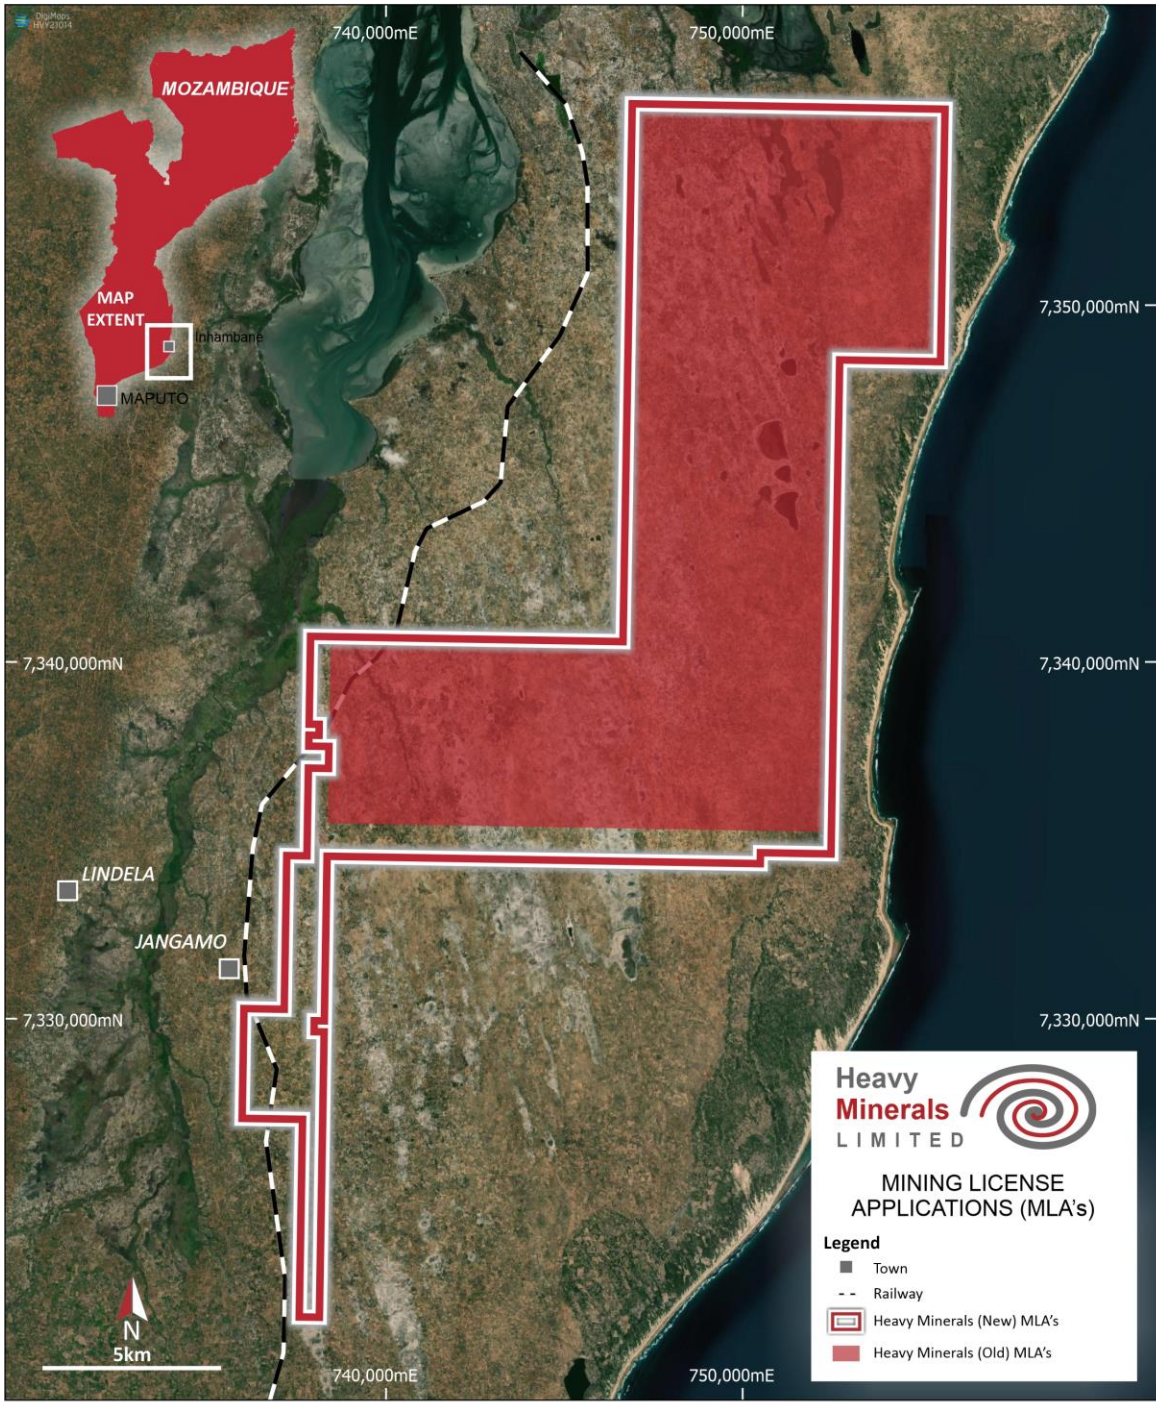 DigiMaps
HVY21014
740,000mE
750,000mE
MOZAMBIQUE
MAP
EXTENT
Inhambane
MAPUTO
7,350,000mN
7,340,000mN
7,340,000mN
LINDELA
JANGAMO
7,330,000mN
7,330,000mN
Heavy
Minerals
LIMITED
MINING LICENSE
APPLICATIONS (MLA's)
Legend
Town
Railway
Heavy Minerals (New) MLA's
Heavy Minerals (Old) MLA's
N
5km
740,000mE
750,000mE